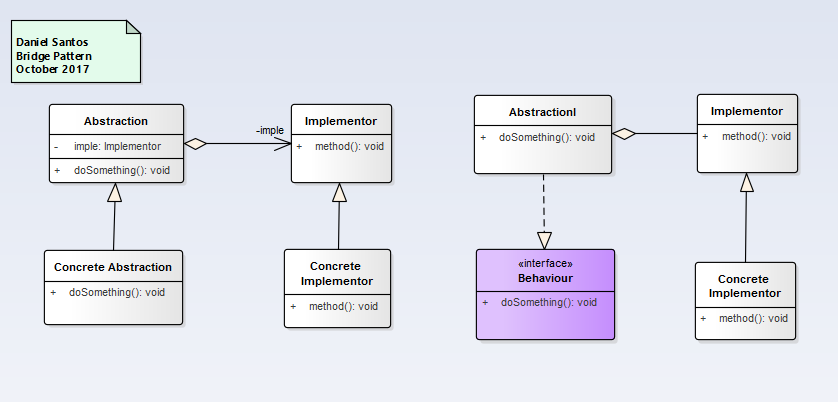 Daniel Santos
Bridge Pattern
October 2017
Abstraction
- imple: Implementor
+ doSomething(): void
-imple
Implementor
+ method(): void
Concrete Abstraction
+ doSomething(): void
Concrete
Implementor
+ method(): void
AbstractionI
+ doSomething(): void
Implementor
+ method(): void
«interface»
Behaviour
+ doSomething(): void
Concrete
Implementor
+ method(): void